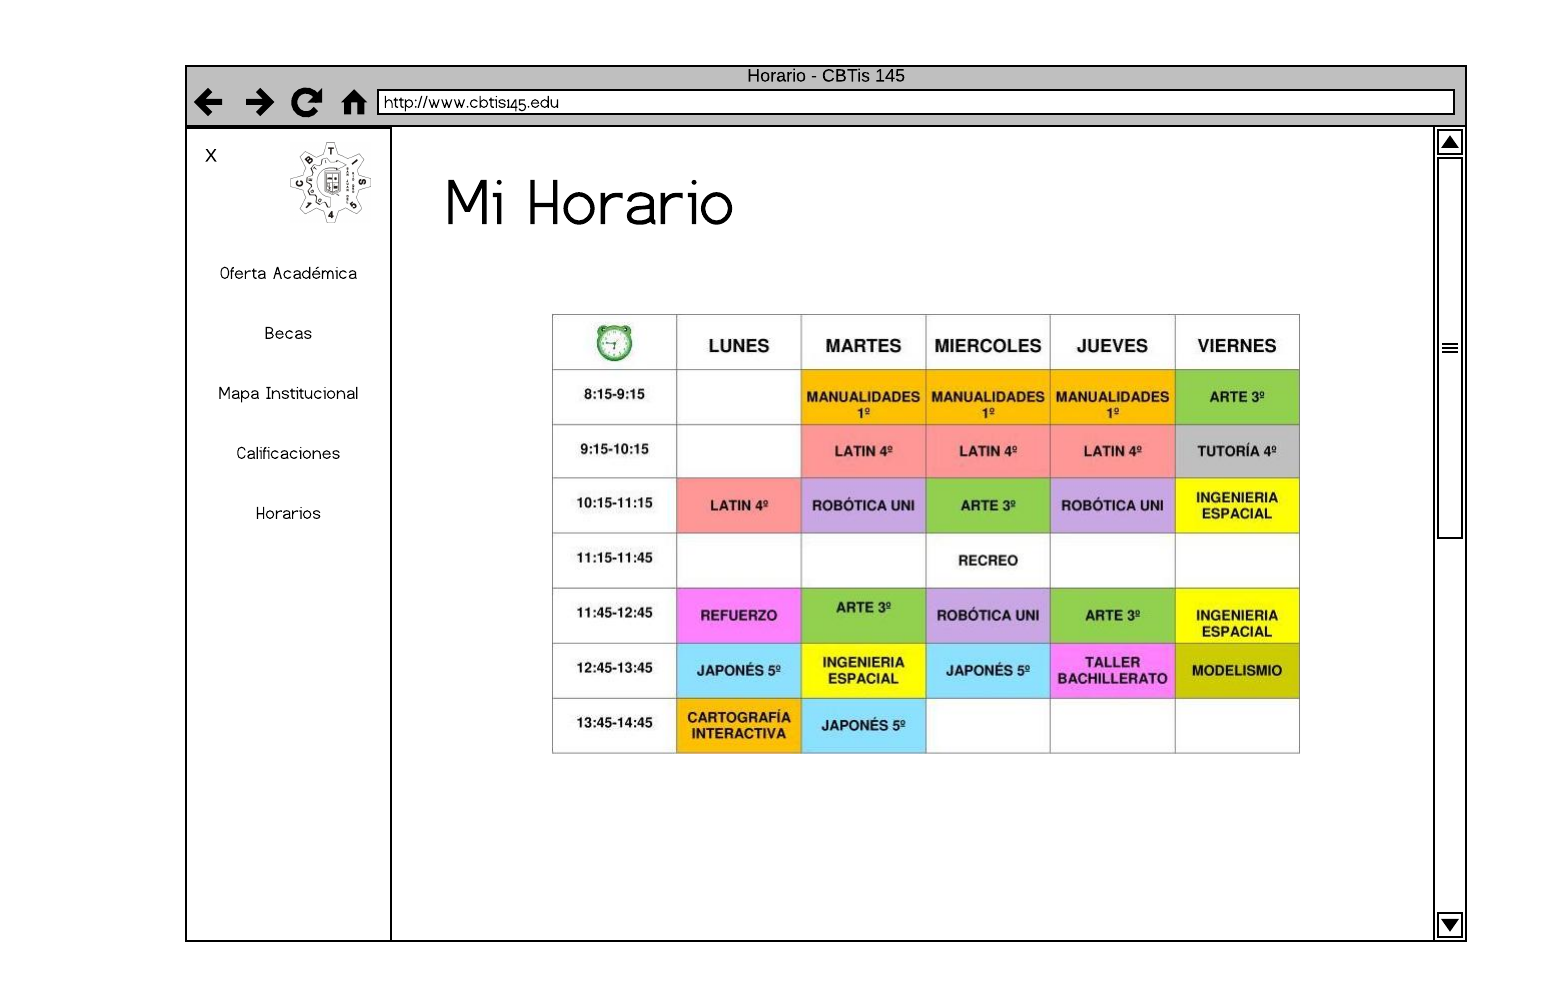 Horario - CBTis 145
http://www.cbtis145.edu
X
C B T I S 1 4 5
Oferta Académica
Becas
Mapa Institucional
Calificaciones
Horarios
Mi Horario
LUNES MARTES MIERCOLES JUEVES VIERNES
8:15-9:15 MANUALIDADES 1º MANUALIDADES 1º MANUALIDADES 1º ARTE 3º
9:15-10:15 LATIN 4º LATIN 4º LATIN 4º TUTORÍA 4º
10:15-11:15 LATIN 4º ROBÓTICA UNI ARTE 3º ROBÓTICA UNI INGENIERIA ESPACIAL
11:15-11:45 RECREO
11:45-12:45 REFUERZO ARTE 3º ROBÓTICA UNI ARTE 3º INGENIERIA ESPACIAL
12:45-13:45 JAPONÉS 5º INGENIERIA ESPACIAL JAPONÉS 5º TALLER BACHILLERATO MODELISMIO
13:45-14:45 CARTOGRAFÍA INTERACTIVA JAPONÉS 5º